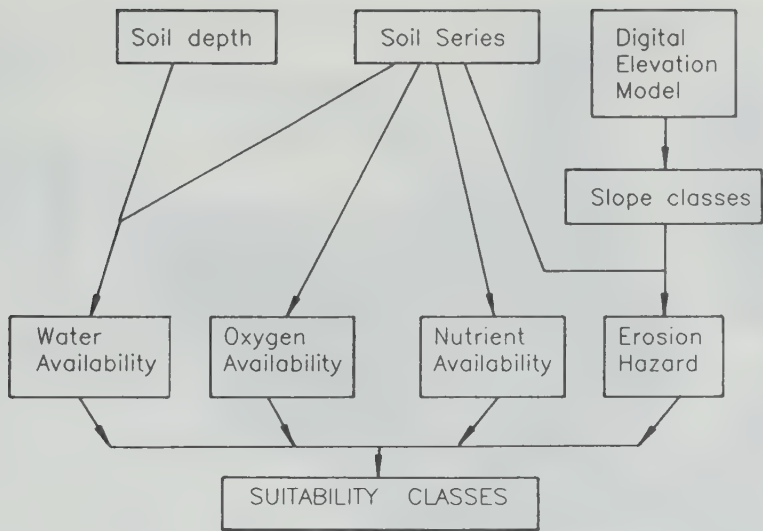 Soil depth
Soil Series
Digital
Elevation
Model
Slope classes
Water
Availability
Oxygen
Availability
Nutrient
Availability
Erosion
Hazard
SUITABILITY CLASSES